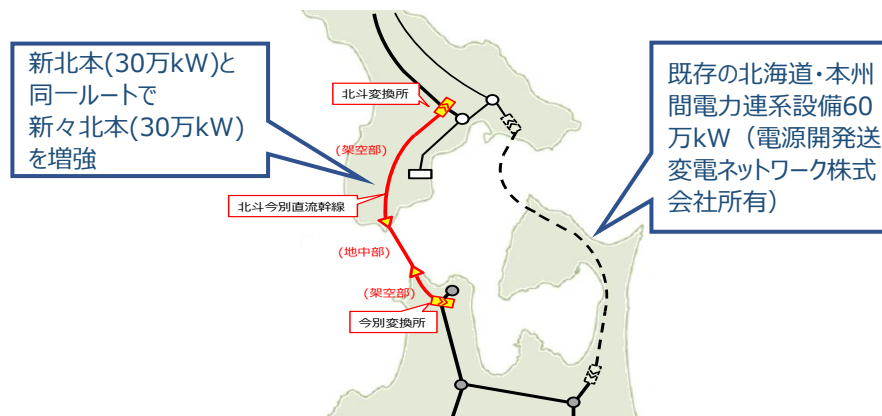 新北本(30万kW)と
同一ルートで
新々北本(30万kW)
を増強
北斗変換所
(架空部)
北斗今別直流幹線
(地中部)
(架空部)
今別変換所
既存の北海道・本州
間電力連系設備60
万kW（電源開発送
変電ネットワーク株式
会社所有）